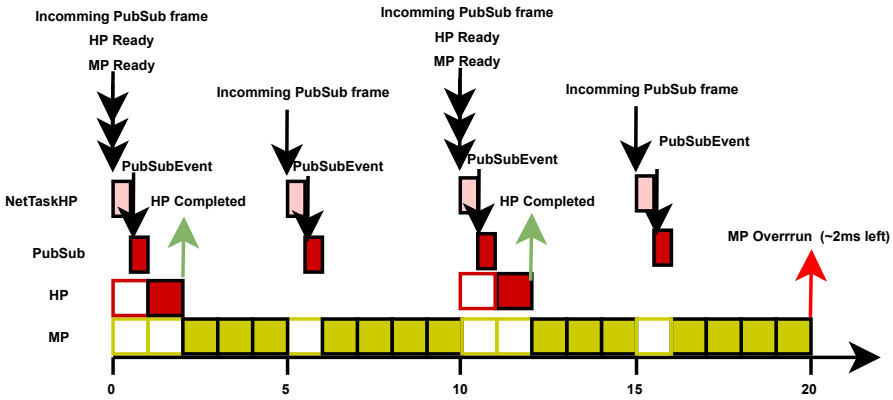 Incomming PubSub frame
HP Ready
MP Ready
Incomming PubSub frame
Incomming PubSub frame
HP Ready
MP Ready
Incomming PubSub frame
PubSubEvent
PubSubEvent
PubSubEvent
PubSubEvent
NetTaskHP
HP Completed
HP Completed
PubSub
MP Overrrun (~2ms left)
HP
MP
0
5
10
15
20